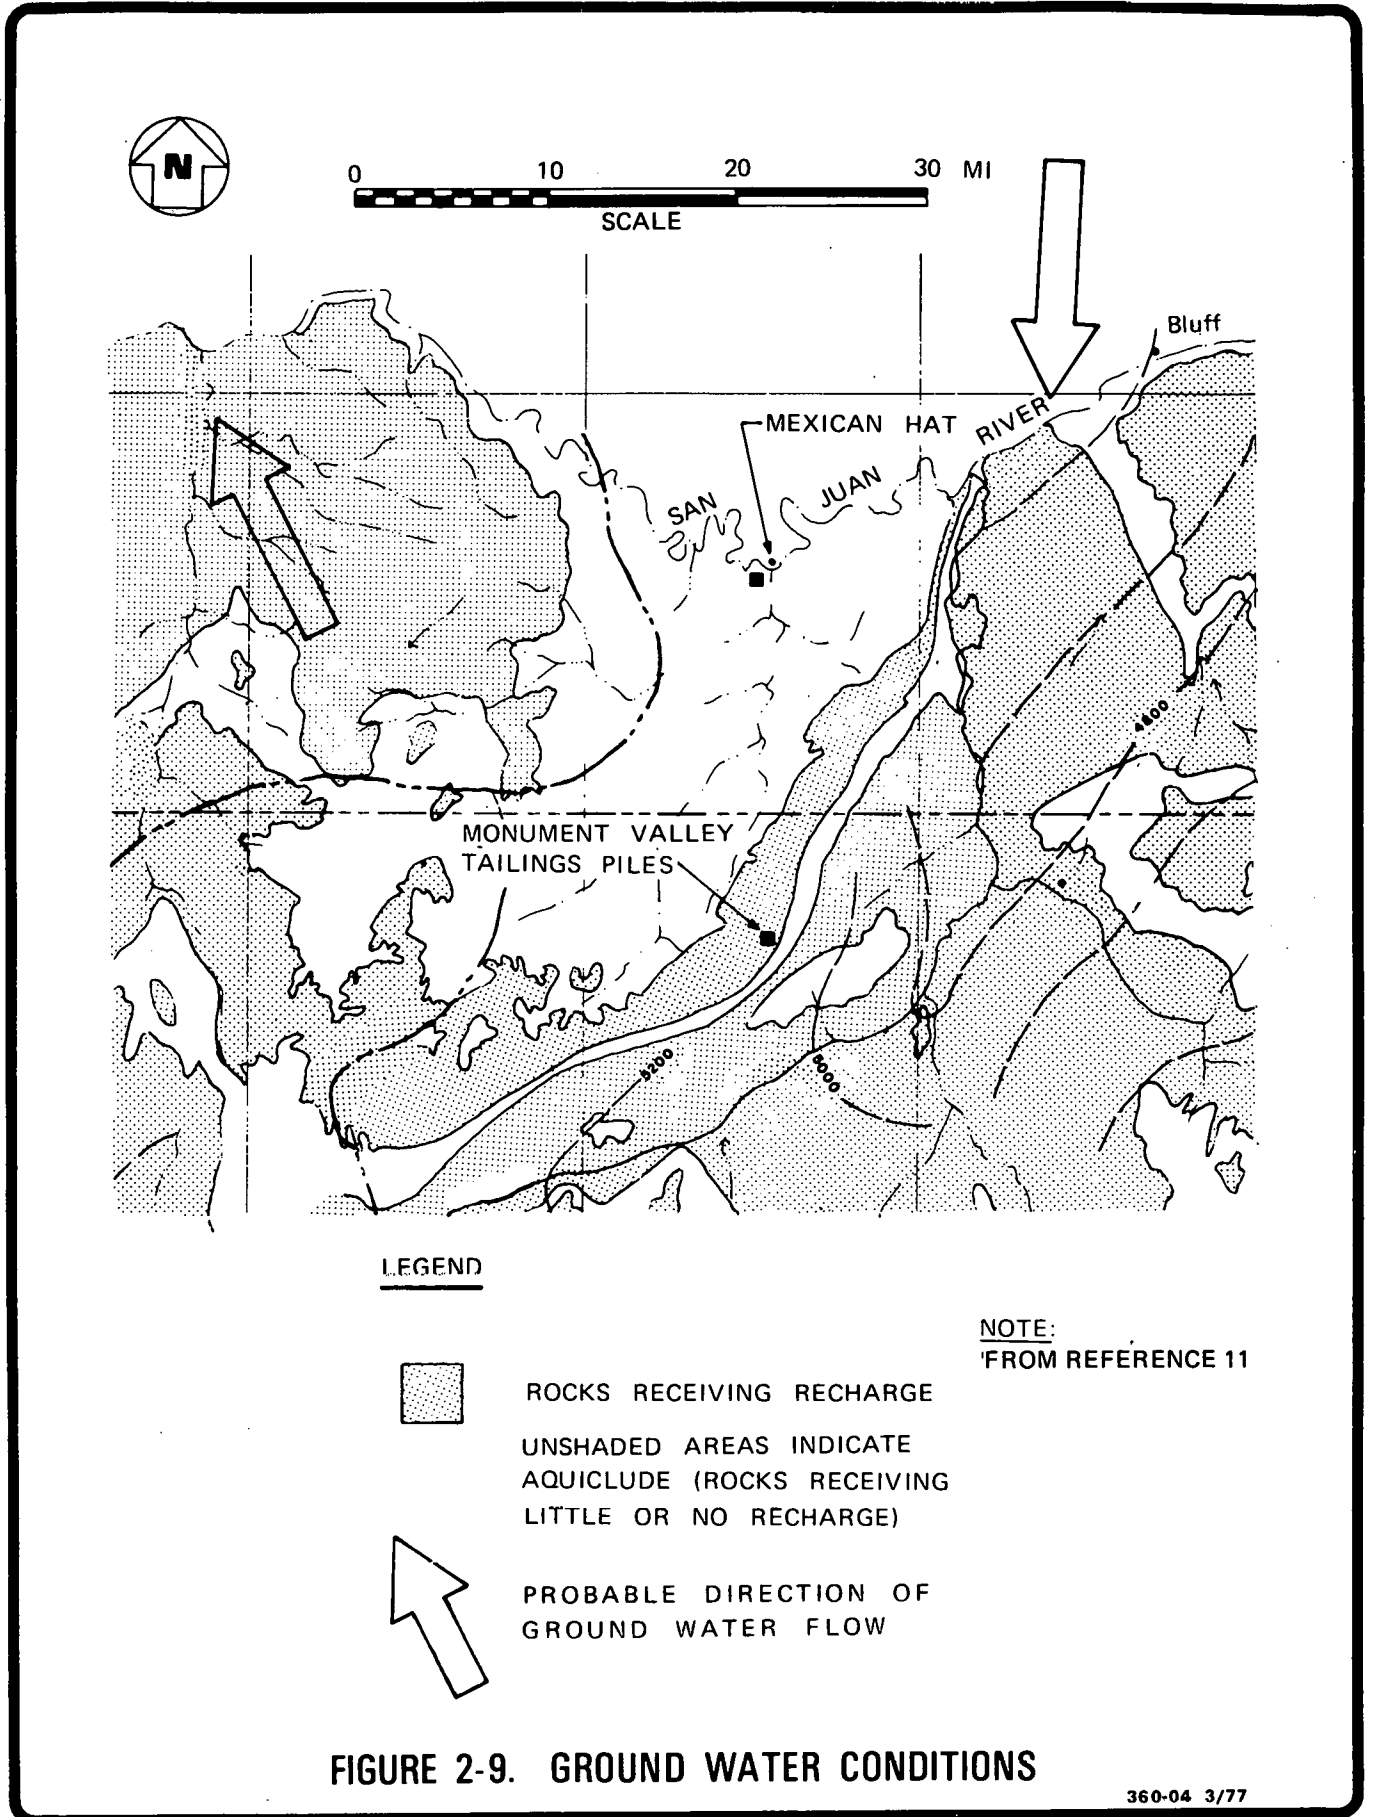 N
0 10 20 30 MI
SCALE
Bluff
MEXICAN HAT
RIVER
SAN JUAN
4800
MONUMENT VALLEY
TAILINGS PILES
5200
5000
LEGEND
NOTE:
'FROM REFERENCE 11
ROCKS RECEIVING RECHARGE
UNSHADED AREAS INDICATE
AQUICLUDE (ROCKS RECEIVING
LITTLE OR NO RECHARGE)
PROBABLE DIRECTION OF
GROUND WATER FLOW
FIGURE 2-9. GROUND WATER CONDITIONS
360-04 3/77